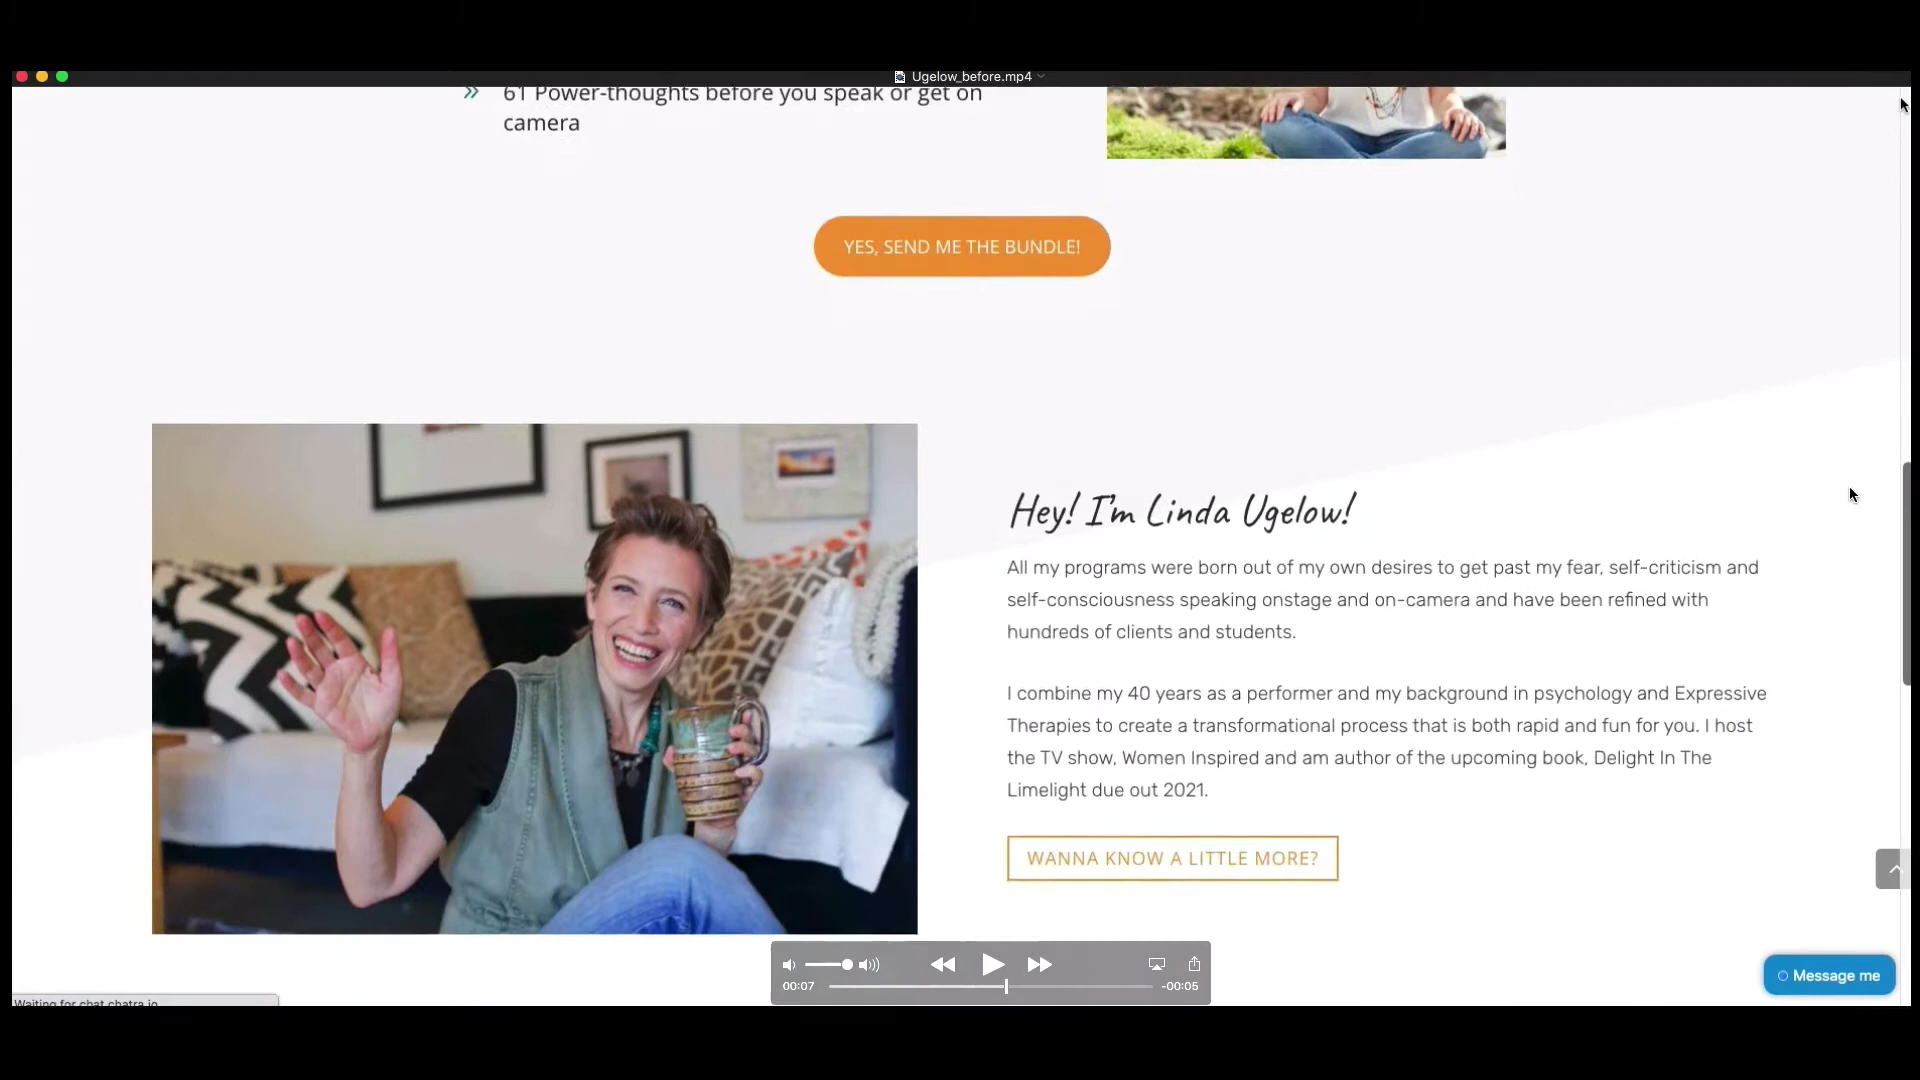 Ugelow_before.mp4
61 Power-thoughts before you speak or get on
camera
YES, SEND ME THE BUNDLE!
Hey! I'm Linda Ugelow!
All my programs were born out of my own desires to get past my fear, self-criticism and
self-consciousness speaking onstage and on-camera and have been refined with
hundreds of clients and students.
I combine my 40 years as a performer and my background in psychology and Expressive
Therapies to create a transformational process that is both rapid and fun for you. I host
the TV show, Women Inspired and am author of the upcoming book, Delight In The
Limelight due out 2021.
WANNA KNOW A LITTLE MORE?
Message me
00:07
-00:05
Waiting for chat.chatra.io